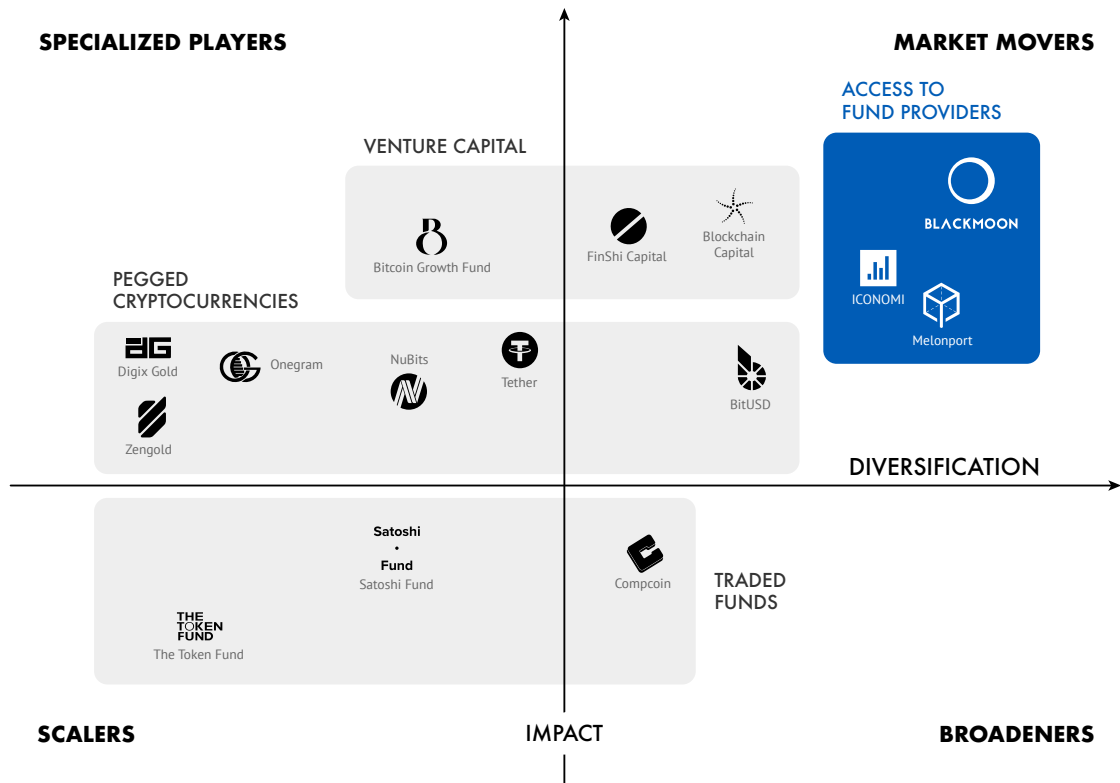 SPECIALIZED PLAYERS
MARKET MOVERS
ACCESS TO
FUND PROVIDERS
VENTURE CAPITAL
BLACKMOON
Bitcoin Growth Fund
FinShi Capital
Blockchain
Capital
ICONOMI
Melonport
PEGGED
CRYPTOCURRENCIES
DG
Digix Gold
Onegram
NuBits
Tether
BitUSD
Zengold
DIVERSIFICATION
Satoshi
•
Fund
Satoshi Fund
Compcoin
TRADED
FUNDS
THE
TOKEN
FUND
The Token Fund
SCALERS
IMPACT
BROADENERS